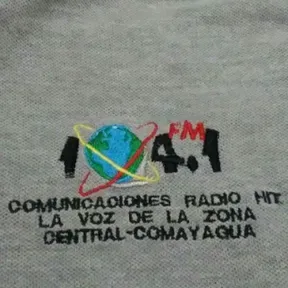 104.1 FM
COMUNICACIONES RADIO HIT
LA VOZ DE LA ZONA
CENTRAL-COMAYAGUA